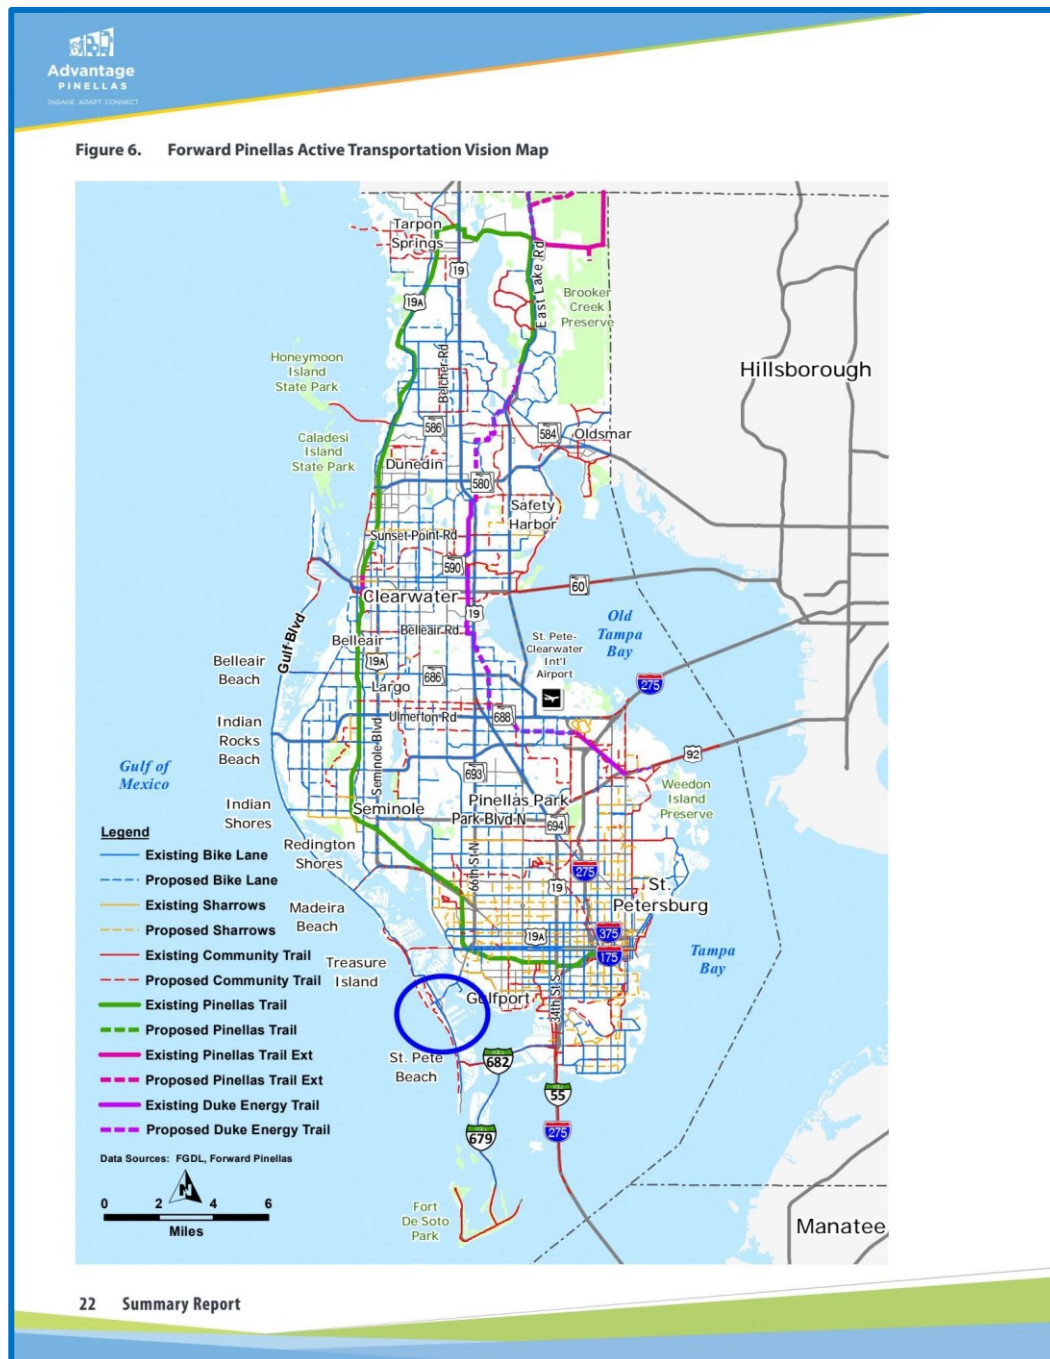 Advantage
PINELLAS
ENGAGE. ADAPT. CONNECT
Figure 6. Forward Pinellas Active Transportation Vision Map
Tarpon
Springs
19
East Lake Rd
19A
Brooker
Creek
Preserve
Honeymoon
Island
State Park
Belcher Rd
Hillsborough
586
584
Oldsmar
Caladesi
Island
State Park
Dunedin
580
Safety
Harbor
Sunset Point Rd
590
Clearwater
60
19
Old
Tampa
Bay
Gulf Blvd
Belleair
Belleair Rd
St. Pete-
Clearwater
Int'l
Airport
Belleair
Beach
19A
686
Largo
275
Indian
Rocks
Beach
Ulmerton Rd
688
Seminole Blvd
92
Gulf of
Mexico
693
Weedon
Island
Preserve
Indian
Shores
Seminole
Pinellas Park
Park Blvd N
694
Redington
Shores
66th St N
275
19
St.
Petersburg
Madeira
Beach
375
19A
175
Tampa
Bay
Treasure
Island
Gulfport
34th St S
St. Pete
Beach
682
55
679
275
Fort
De Soto
Park
Manatee
Legend
Existing Bike Lane
Proposed Bike Lane
Existing Sharrows
Proposed Sharrows
Existing Community Trail
Proposed Community Trail
Existing Pinellas Trail
Proposed Pinellas Trail
Existing Pinellas Trail Ext
Proposed Pinellas Trail Ext
Existing Duke Energy Trail
Proposed Duke Energy Trail
Data Sources: FGDL, Forward Pinellas
N
0 2 4 6
Miles
22 Summary Report